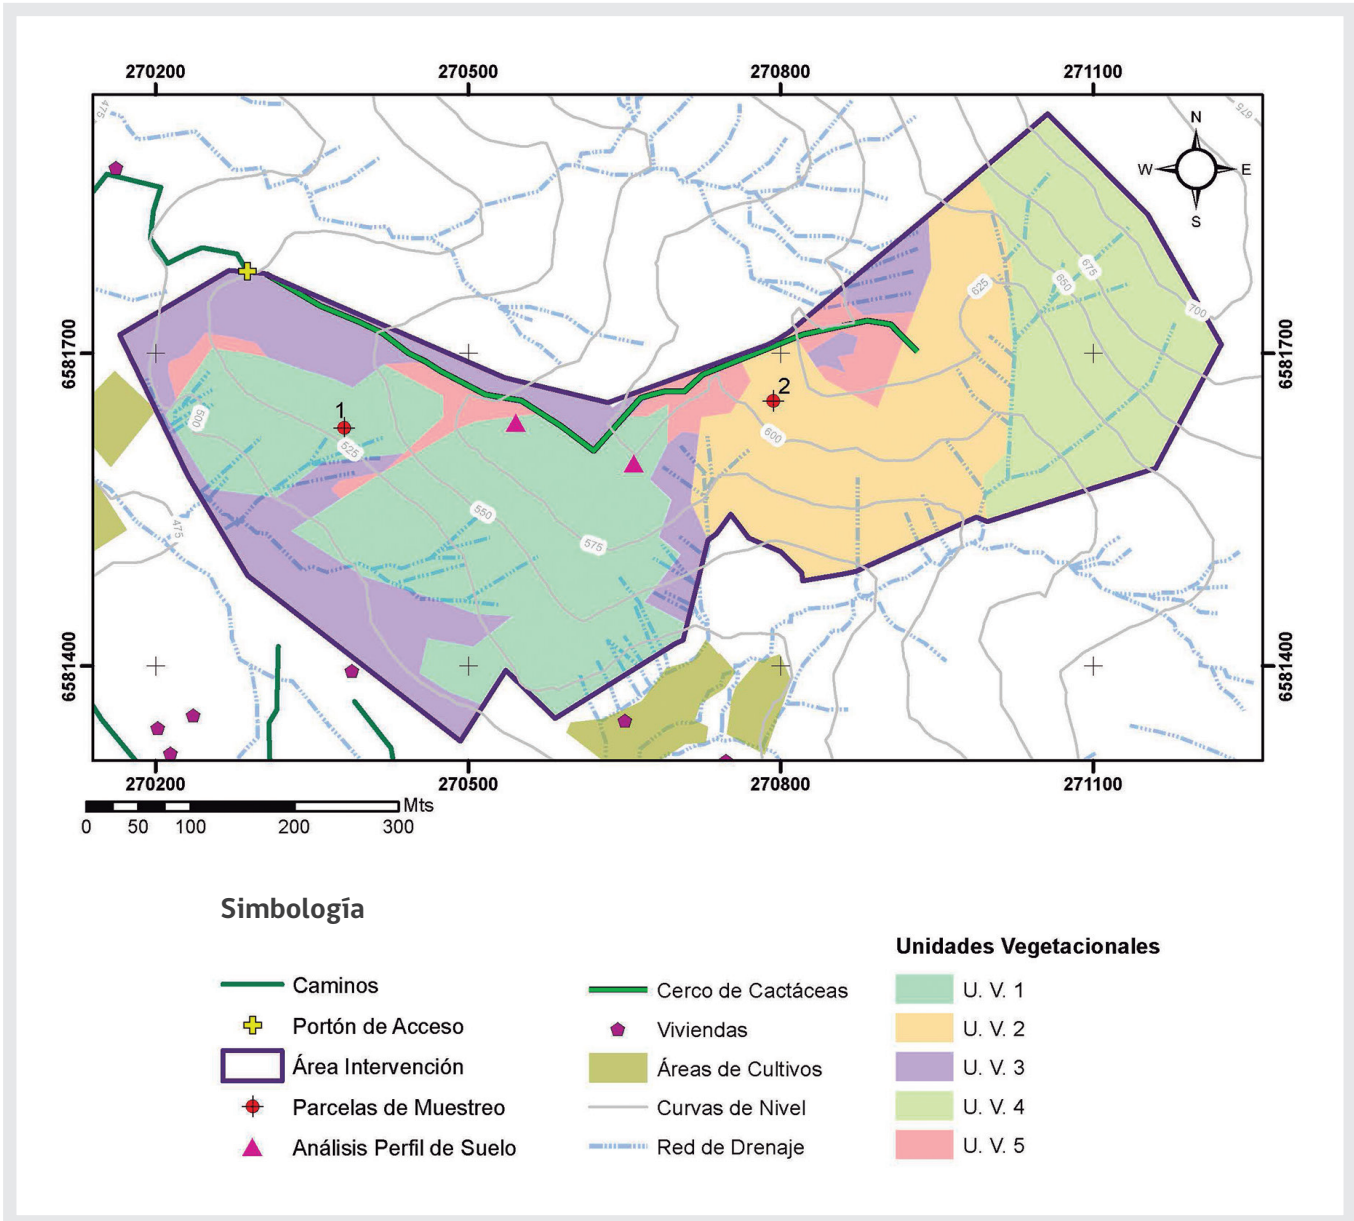 270200 270500 270800 271100
475
675
N
W E
S
675
650
625
700
6581700 6581700
2
1
500
525
600
550
575
475
6581400 6581400
270200 270500 270800 271100
Mts
0 50 100 200 300
Simbología
Unidades Vegetacionales
Caminos
Cerco de Cactáceas
U. V. 1
Portón de Acceso
Viviendas
U. V. 2
Área Intervención
Áreas de Cultivos
U. V. 3
Parcelas de Muestreo
Curvas de Nivel
U. V. 4
Análisis Perfil de Suelo
Red de Drenaje
U. V. 5